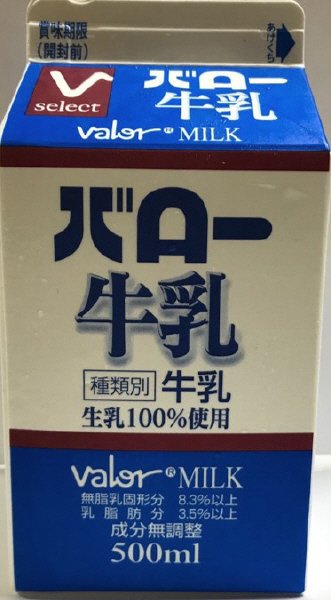 賞味期限
(開封前)
あけくち
V
select
バロー
牛乳
valor® MILK
バロー
牛乳
種類別 牛乳
生乳100%使用
valor® MILK
無脂乳固形分 8.3%以上
乳脂肪分 3.5%以上
成分無調整
500ml